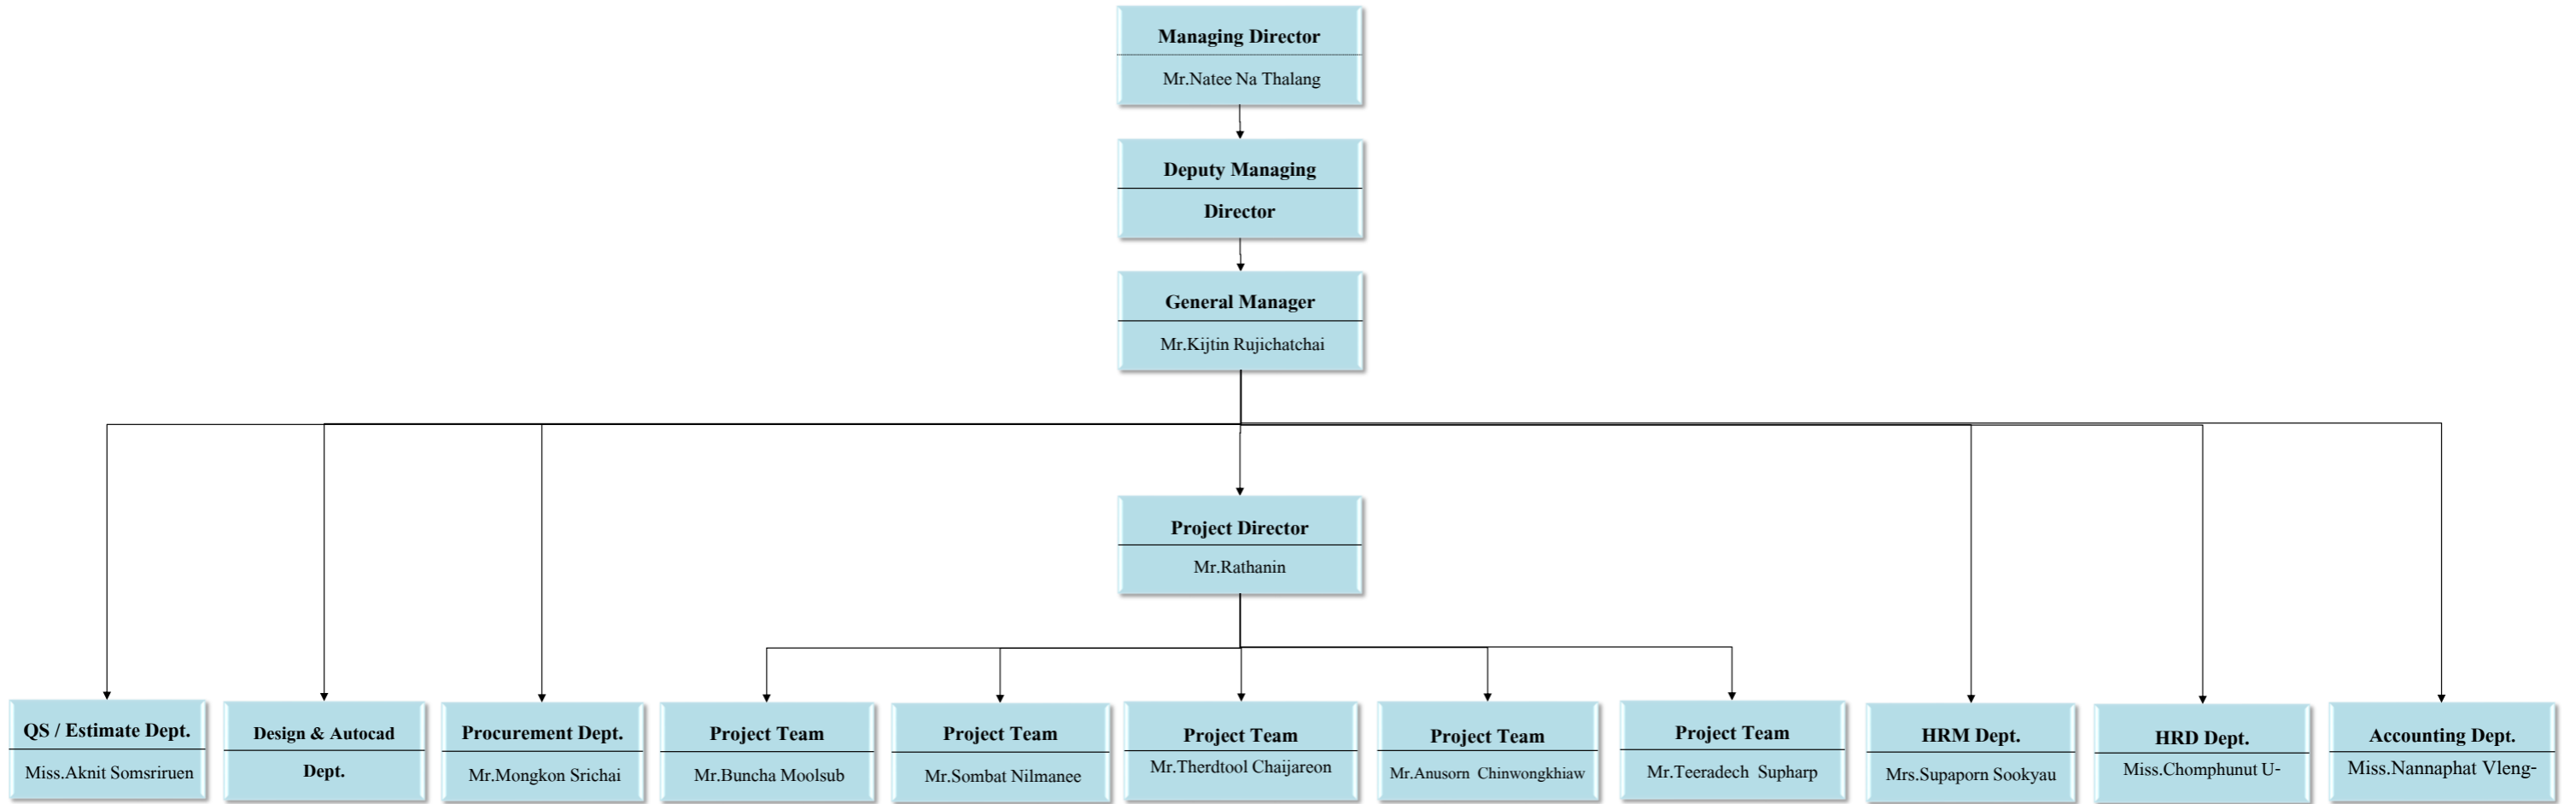 Managing Director
Mr.Natee Na Thalang
Deputy Managing
Director
General Manager
Mr.Kijtin Rujichatchai
Project Director
Mr.Rathanin
QS / Estimate Dept.
Miss.Aknit Somsriruen
Design & Autocad
Dept.
Procurement Dept.
Mr.Mongkon Srichai
Project Team
Mr.Buncha Moolsub
Project Team
Mr.Sombat Nilmanee
Project Team
Mr.Therdtool Chaijareon
Project Team
Mr.Anusorn Chinwongkhiaw
Project Team
Mr.Teeradech Supharp
HRM Dept.
Mrs.Supaporn Sookyau
HRD Dept.
Miss.Chomphunut U-
Accounting Dept.
Miss.Nannaphat Vleng-